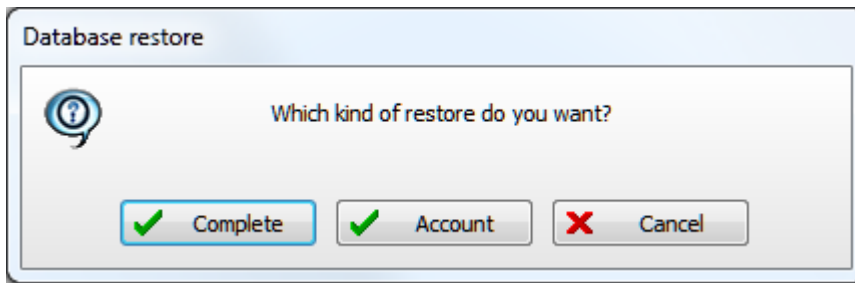 Database restore
Which kind of restore do you want?
Complete
Account
Cancel